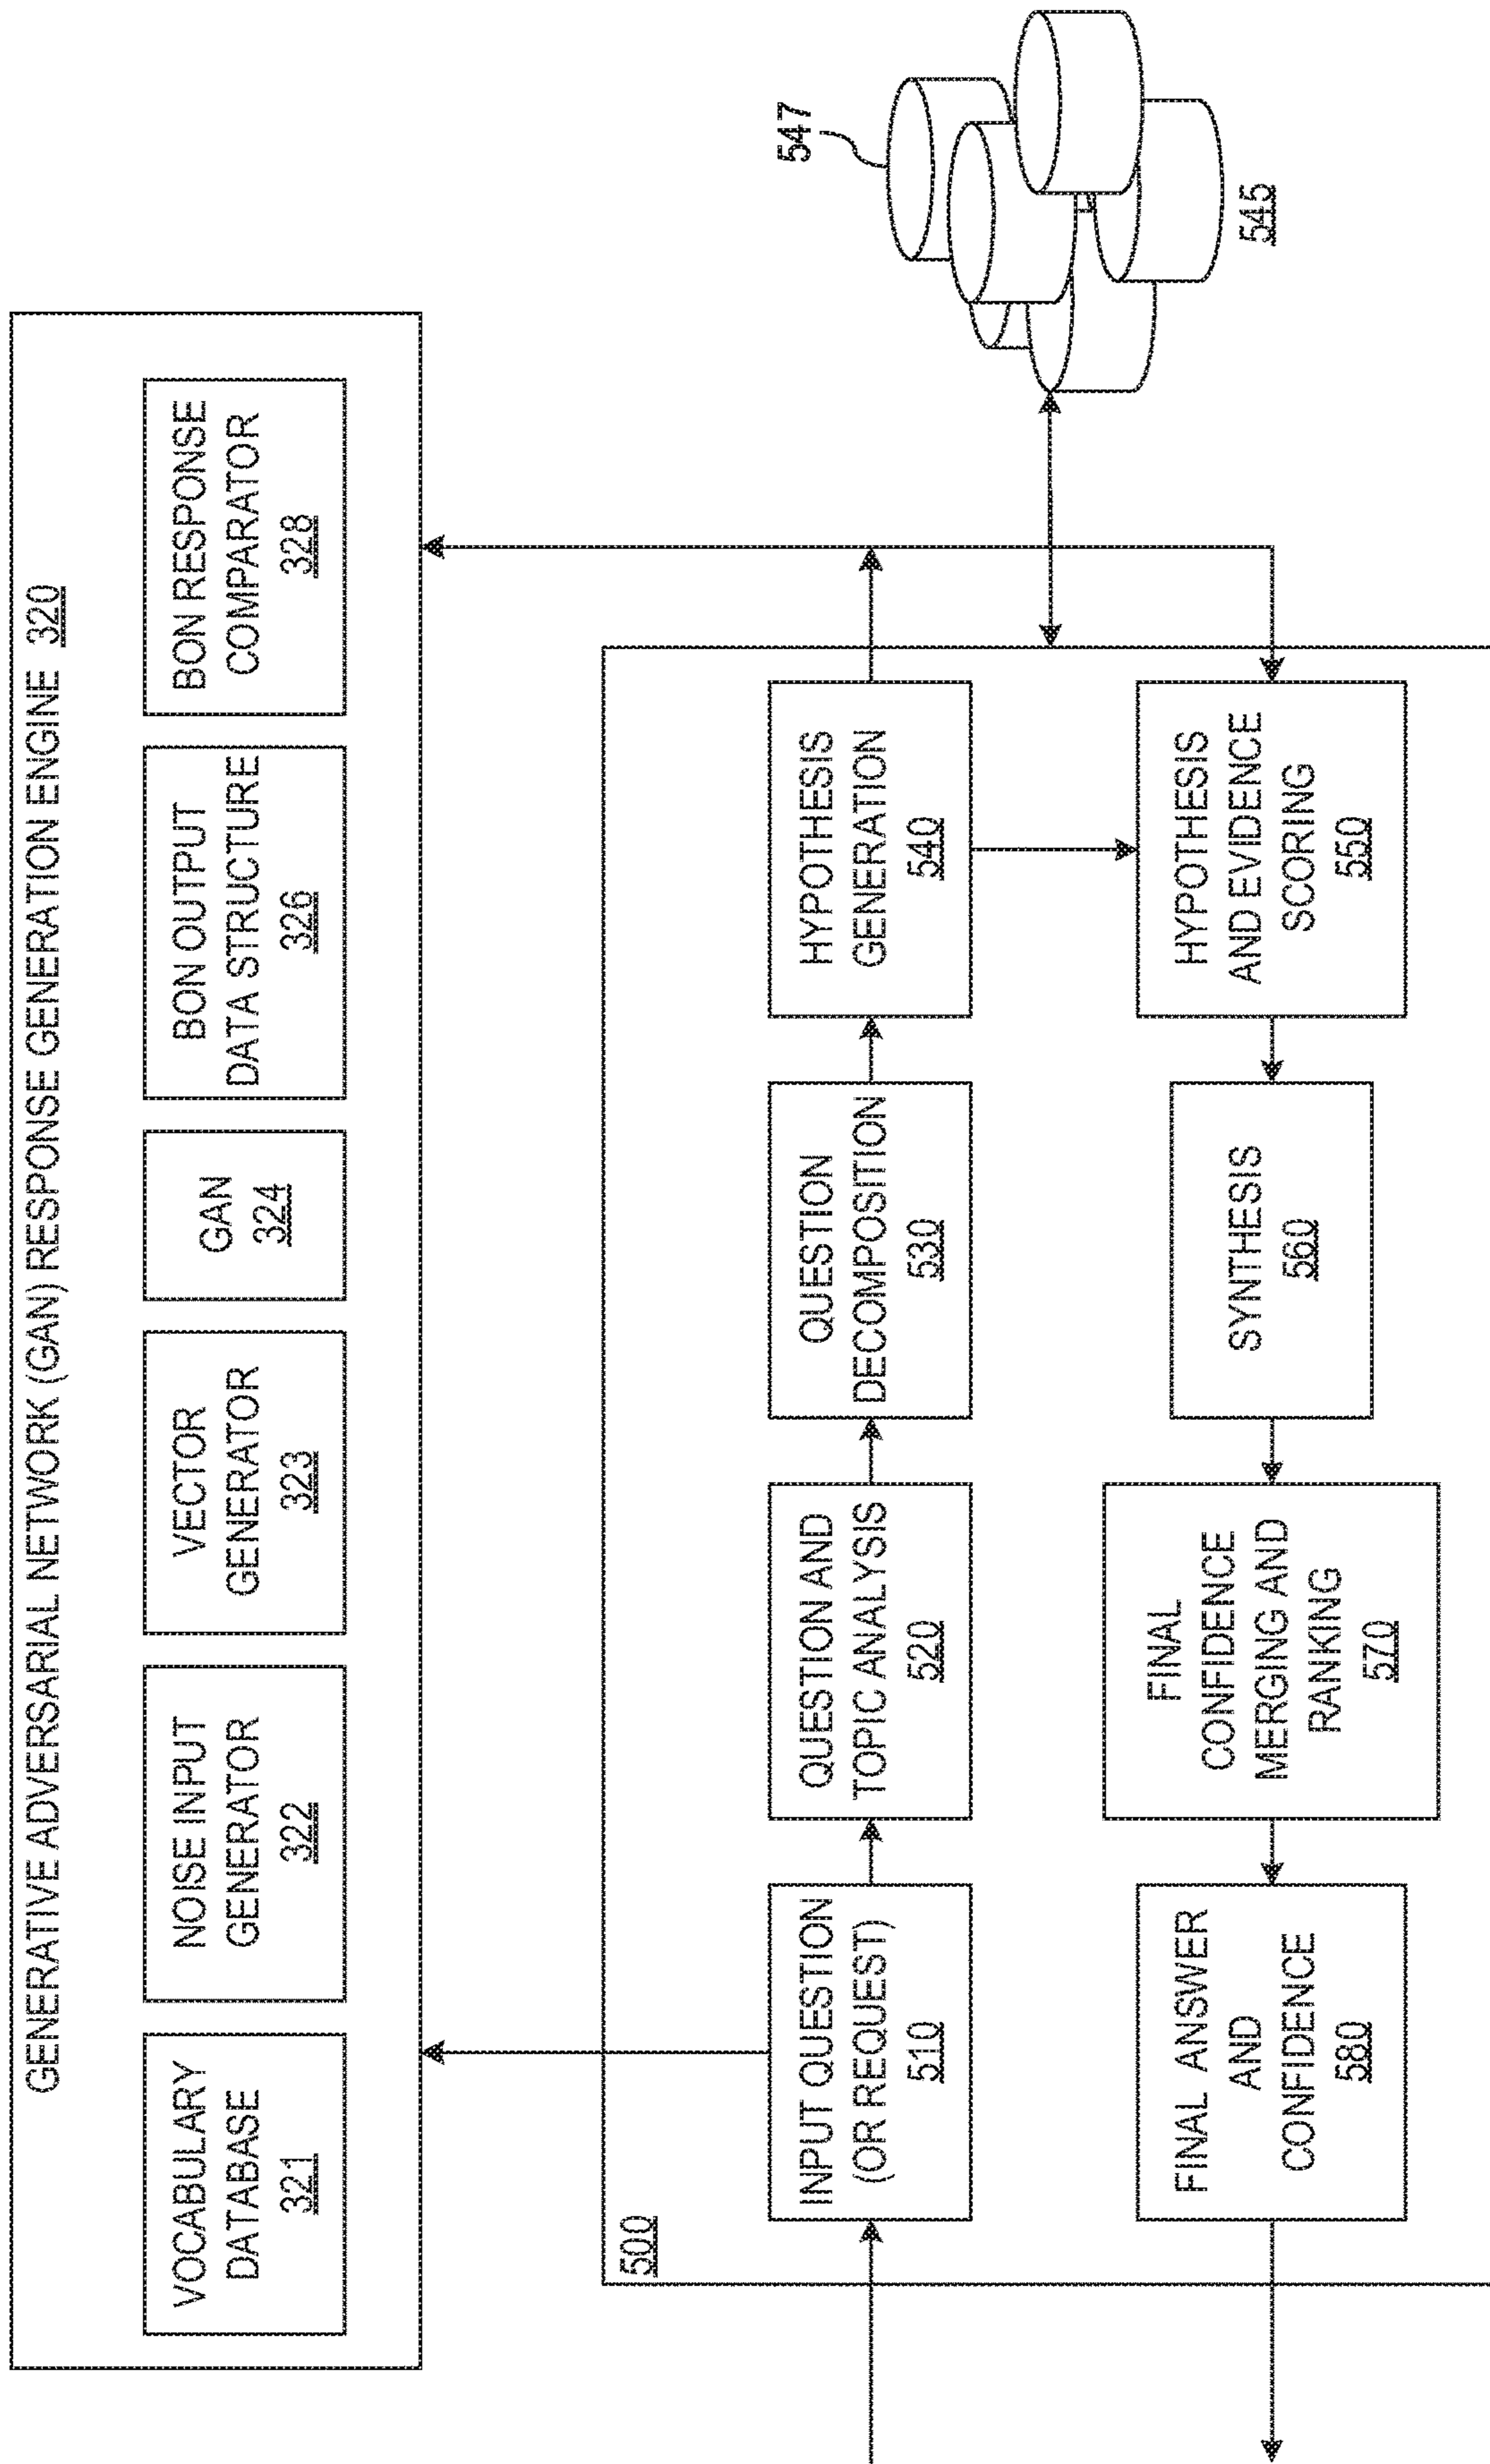 GENERATIVE ADVERSARIAL NETWORK (GAN) RESPONSE GENERATION ENGINE 320
VOCABULARY
DATABASE
321
NOISE INPUT
GENERATOR
322
VECTOR
GENERATOR
323
GAN
324
BON OUTPUT
DATA STRUCTURE
326
BON RESPONSE
COMPARATOR
328
500
INPUT QUESTION
(OR REQUEST)
510
QUESTION AND
TOPIC ANALYSIS
520
QUESTION
DECOMPOSITION
530
HYPOTHESIS
GENERATION
540
547
545
FINAL ANSWER
AND
CONFIDENCE
580
FINAL
CONFIDENCE
MERGING AND
RANKING
570
SYNTHESIS
560
HYPOTHESIS
AND EVIDENCE
SCORING
550